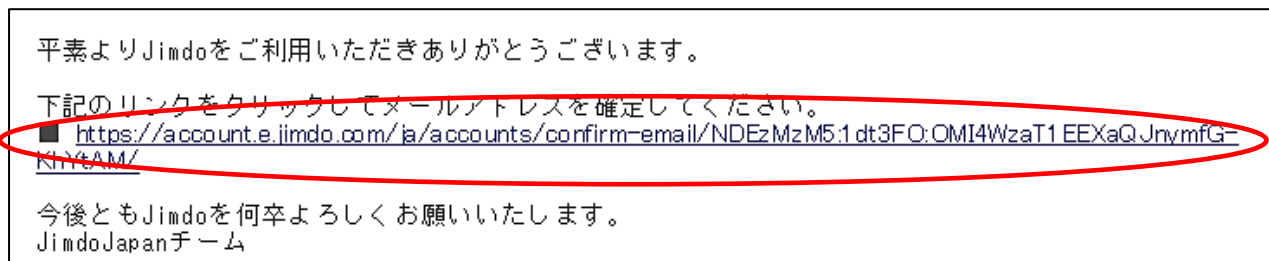 平素よりJimdoをご利用いただきありがとうございます。
下記のリンクをクリックしてメールアドレスを確定してください。
■ https://account.e.jimdo.com/ja/accounts/confirm-email/NDEzMzM5:1dt3FO:OMI4WzaT1EEXaQJnymfG-
KhYtAM/
今後ともJimdoを何卒よろしくお願いいたします。
JimdoJapanチーム